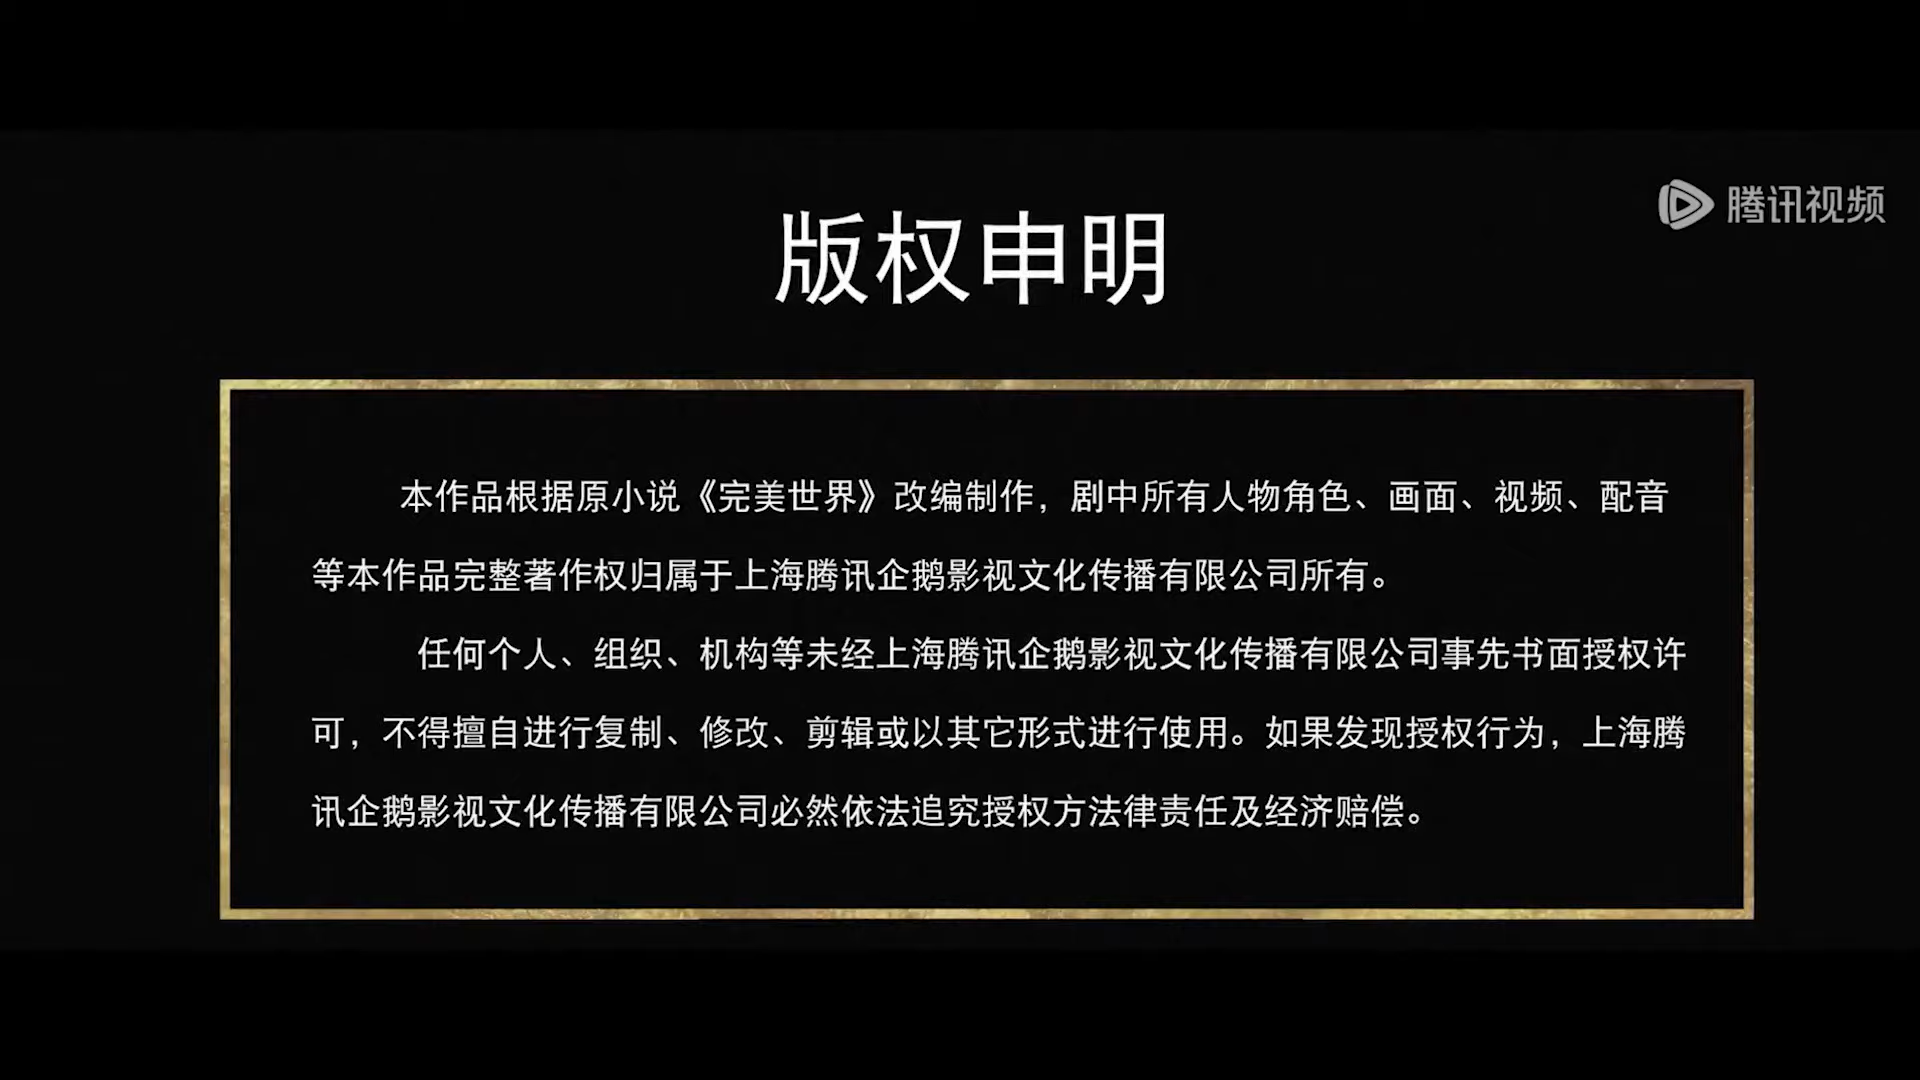 腾讯视频
版权申明
本作品根据原小说《完美世界》改编制作，剧中所有人物角色、画面、视频、配音
等本作品完整著作权归属于上海腾讯企鹅影视文化传播有限公司所有。
任何个人、组织、机构等未经上海腾讯企鹅影视文化传播有限公司事先书面授权许
可，不得擅自进行复制、修改、剪辑或以其它形式进行使用。如果发现授权行为，上海腾
讯企鹅影视文化传播有限公司必然依法追究授权方法律责任及经济赔偿。